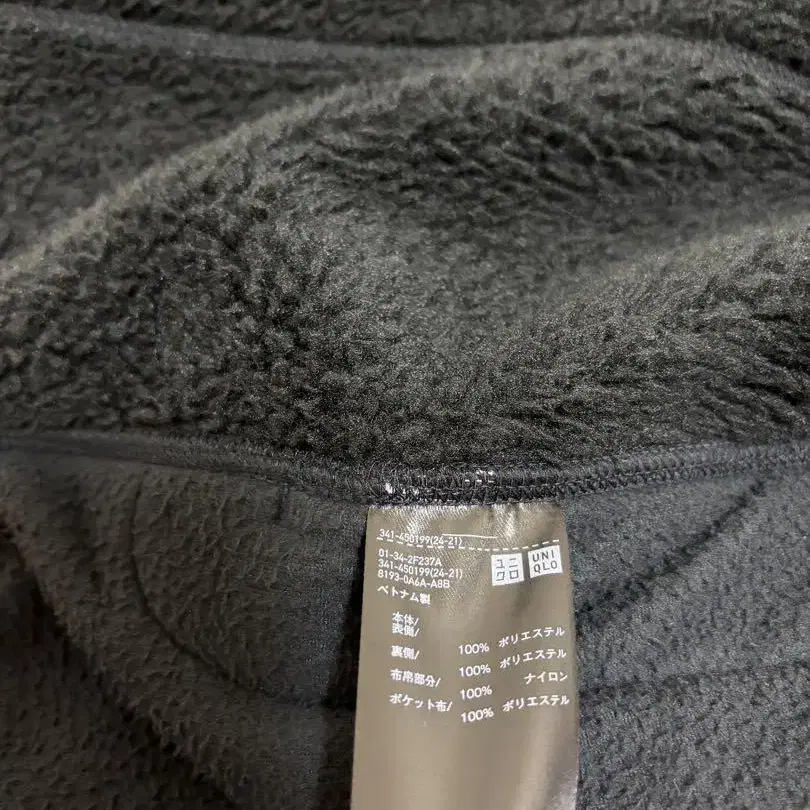 341-450199(24-21)
01-34-2F237A
341-450199(24-21)
8193-0A6A-A8B
ユニ
クロ
UNI
QLO
ベトナム製
本体/
表側/
100% ポリエステル
裏側/
100% ポリエステル
布帛部分/
100% ナイロン
ポケット布/
100% ポリエステル